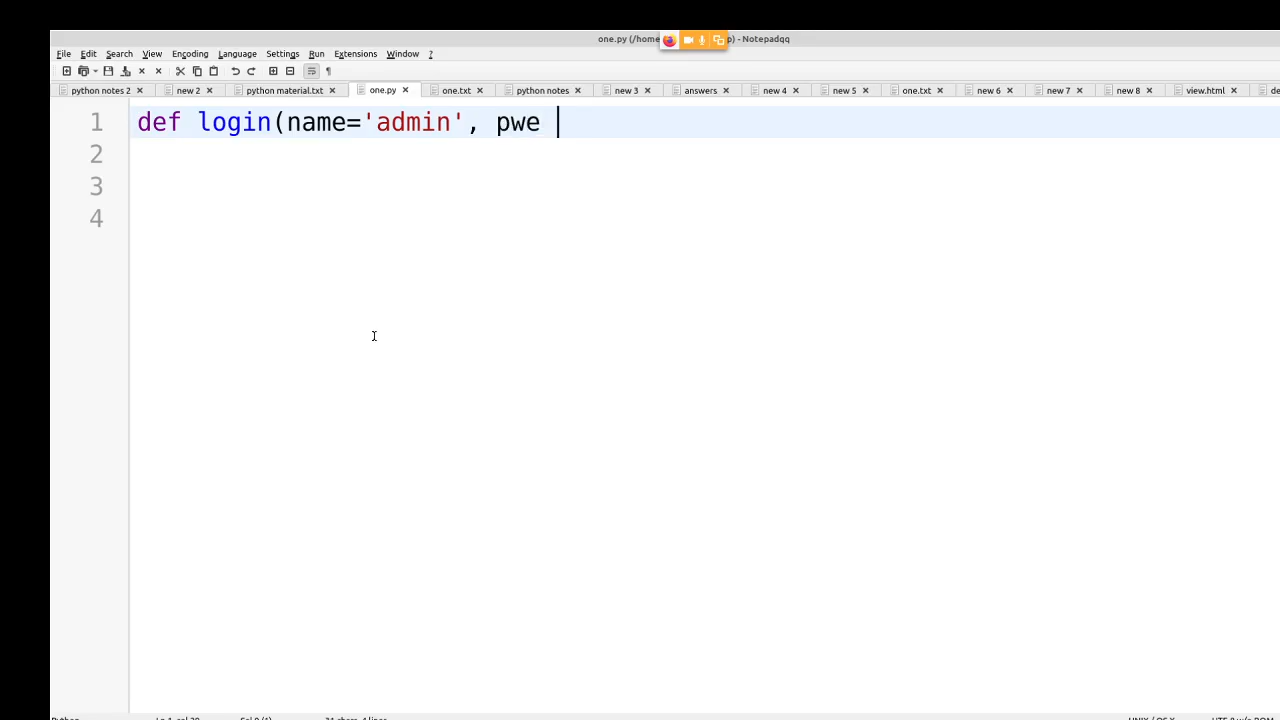 one.py (/home p) - Notepadqq
File Edit Search View Encoding Language Settings Run Extensions Window ?
python notes 2 new 2 python material.txt one.py one.txt python notes new 3 answers new 4 new 5 one.txt new 6 new 7 new 8 view.html de
1 def login(name='admin', pwe
2
3
4